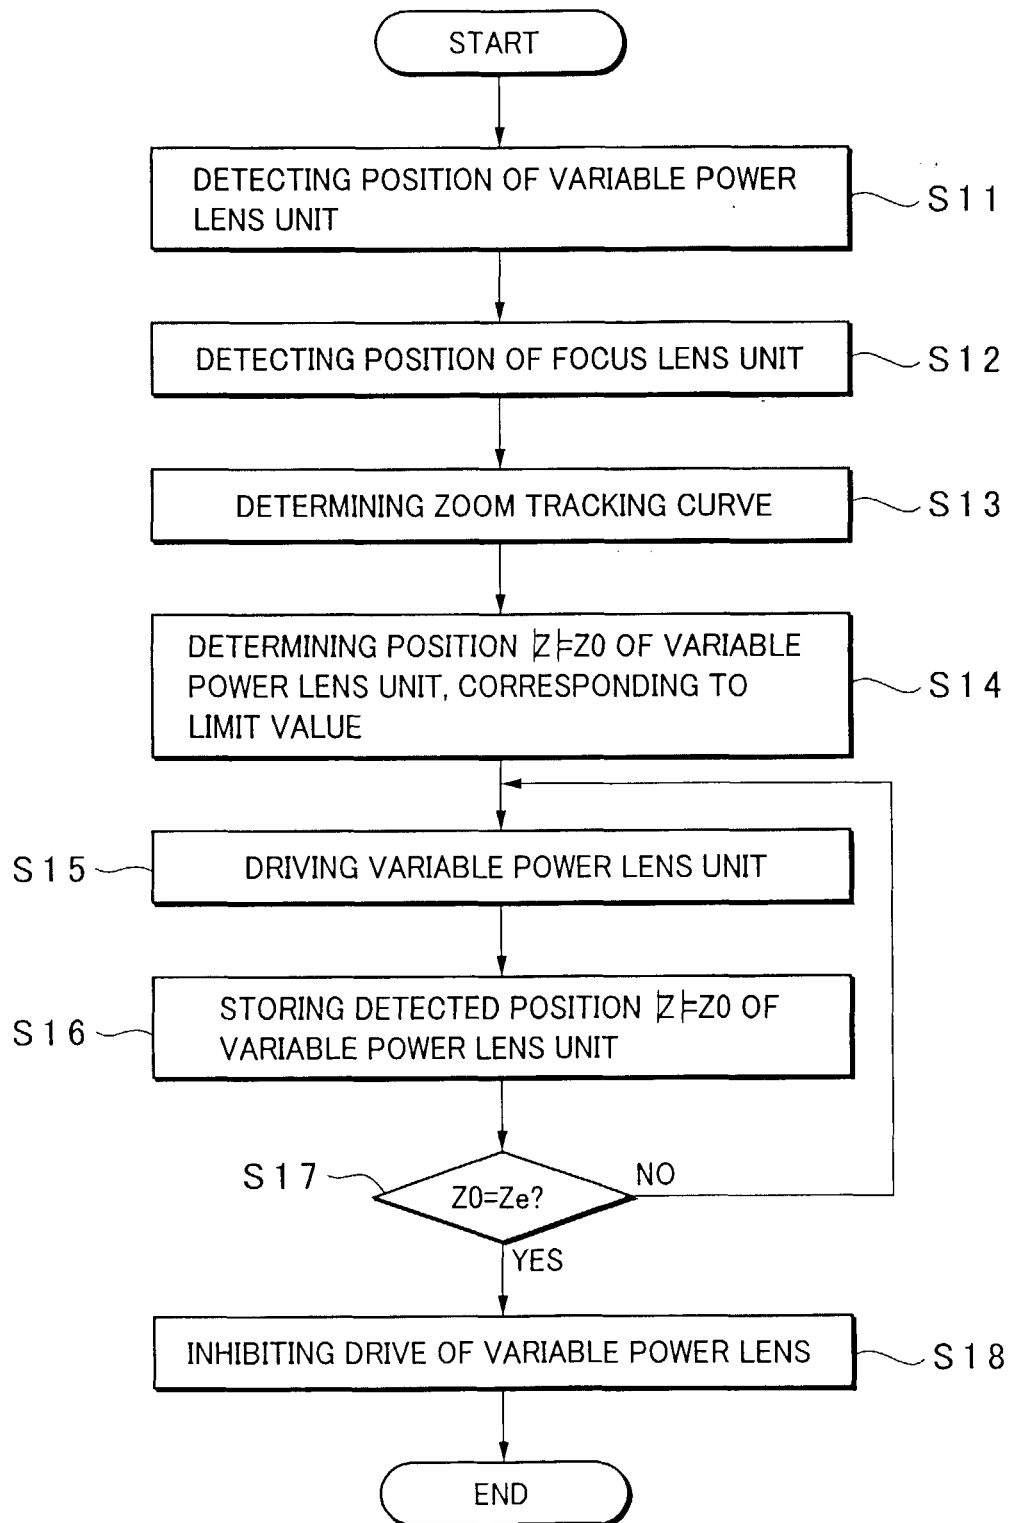 START
DETECTING POSITION OF VARIABLE POWER
LENS UNIT
S11
DETECTING POSITION OF FOCUS LENS UNIT
S12
DETERMINING ZOOM TRACKING CURVE
S13
DETERMINING POSITION |Z|=Z0 OF VARIABLE
POWER LENS UNIT, CORRESPONDING TO
LIMIT VALUE
S14
S15
DRIVING VARIABLE POWER LENS UNIT
S16
STORING DETECTED POSITION |Z|=Z0 OF
VARIABLE POWER LENS UNIT
S17
Z0=Ze?
NO
YES
INHIBITING DRIVE OF VARIABLE POWER LENS
S18
END